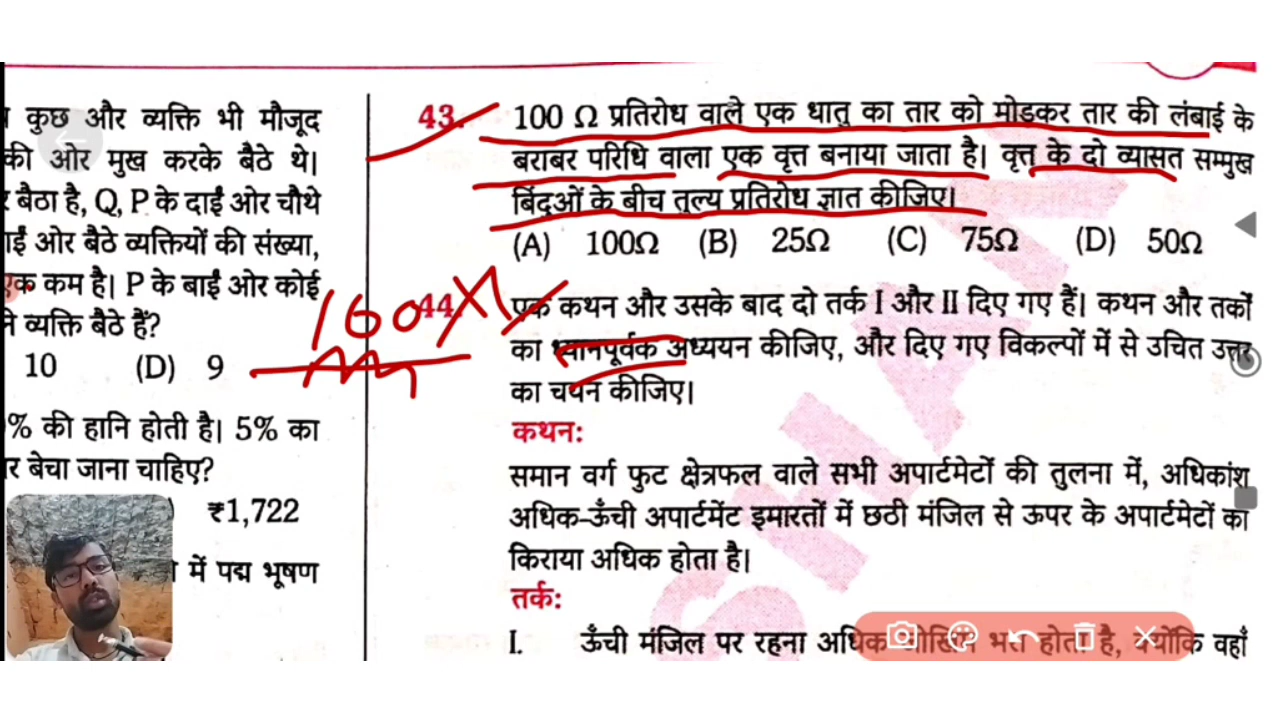 कुछ और व्यक्ति भी मौजूद
की ओर मुख करके बैठे थे।
बैठा है, Q, P के दाईं ओर चौथे
ओर बैठे व्यक्तियों की संख्या,
एक कम है। P के बाईं ओर कोई
व्यक्ति बैठे हैं?
10 (D) 9
% की हानि होती है। 5% का
बेचा जाना चाहिए?
₹1,722
में पद्म भूषण
43. 100 Ω प्रतिरोध वाले एक धातु का तार को मोडकर तार की लंबाई के
बराबर परिधि वाला एक वृत्त बनाया जाता है। वृत्त के दो व्यासत सम्मुख
बिंदुओं के बीच तुल्य प्रतिरोध ज्ञात कीजिए।
(A) 100Ω (B) 25Ω (C) 75Ω (D) 50Ω
44. एक कथन और उसके बाद दो तर्क I और II दिए गए हैं। कथन और तर्कों
का ध्यानपूर्वक अध्ययन कीजिए, और दिए गए विकल्पों में से उचित उत्तर
का चयन कीजिए।
कथन:
समान वर्ग फुट क्षेत्रफल वाले सभी अपार्टमेटों की तुलना में, अधिकांश
अधिक-ऊँची अपार्टमेंट इमारतों में छठी मंजिल से ऊपर के अपार्टमेटों का
किराया अधिक होता है।
तर्क:
I. ऊँची मंजिल पर रहना अधिक जोखिम भरा होता है, क्योंकि वहाँ